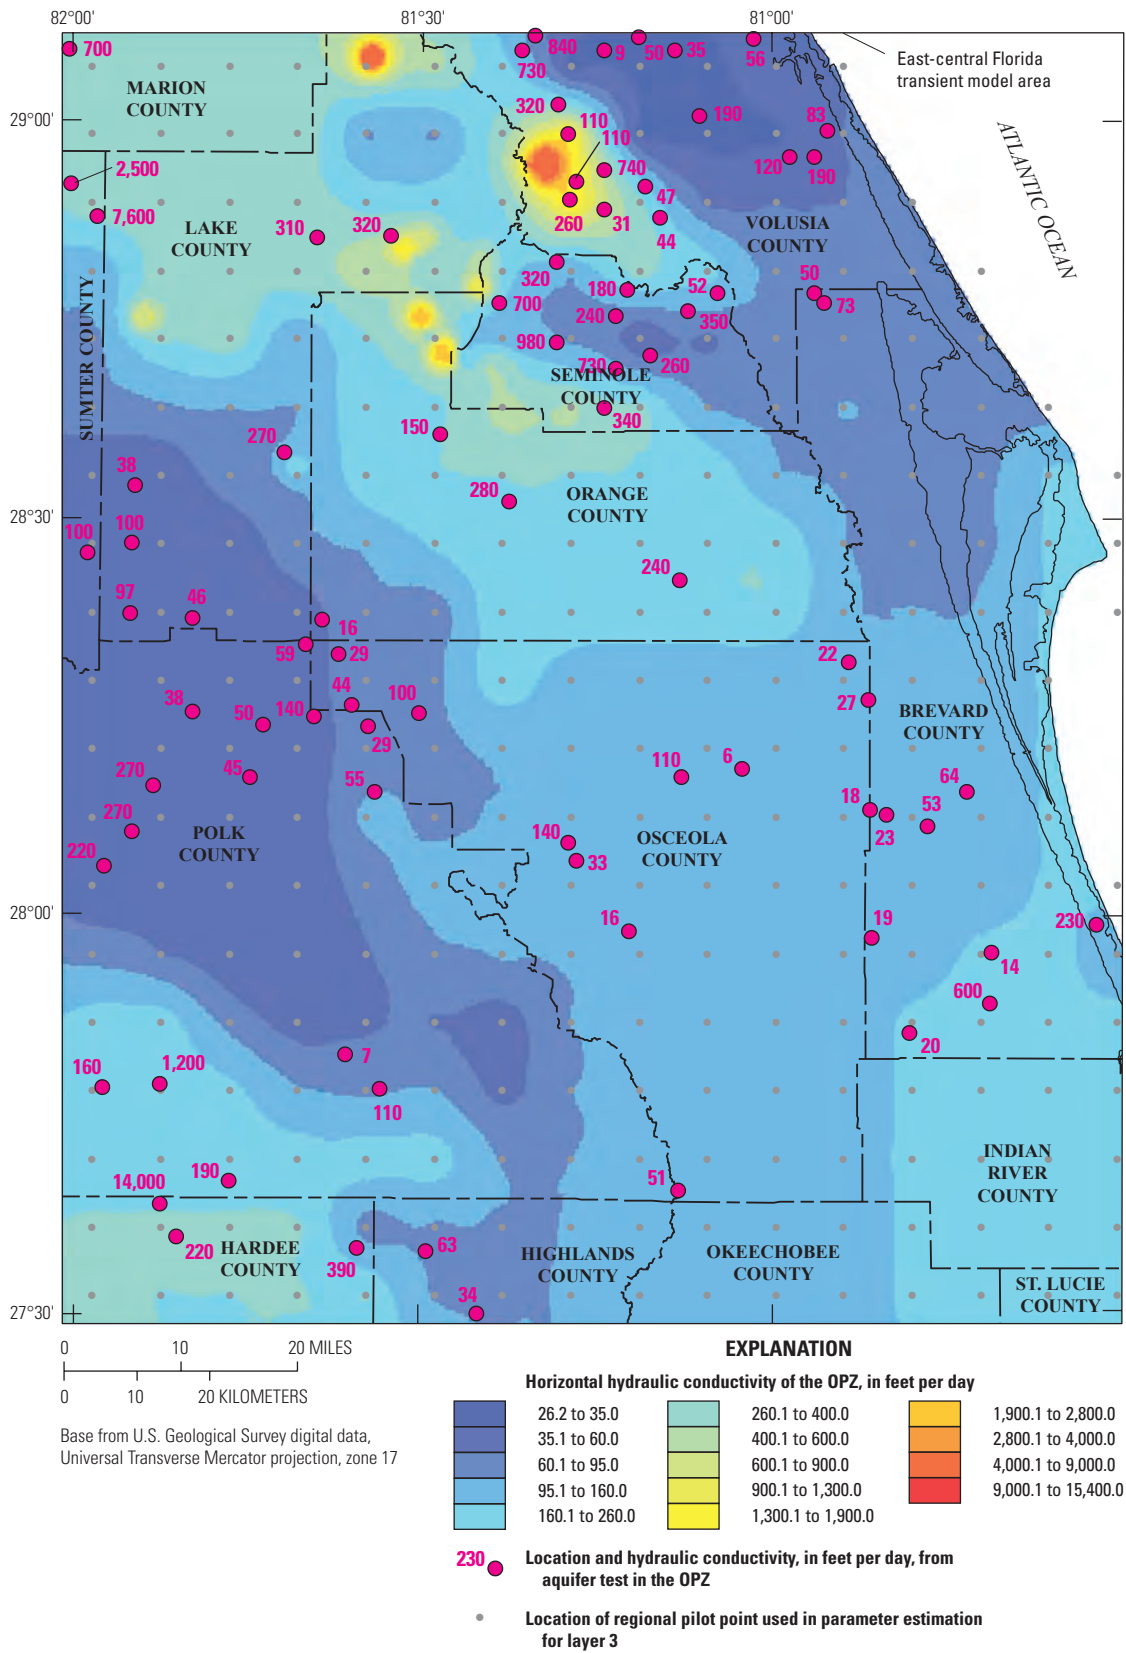 82°00' 81°30' 81°00'
700 840 9 50 35 56
730
East-central Florida
transient model area
MARION
COUNTY
320 110 190 83
29°00'
110
ATLANTIC OCEAN
2,500 740 120 190
47
7,600 260 31 44
LAKE
COUNTY
310 320
VOLUSIA
COUNTY
320 180 52 50
700 240 350 73
SUMTER COUNTY
980 730 260
SEMINOLE
COUNTY
340
150
270
38
280
ORANGE
COUNTY
28°30'
100 100
240
97 46 16
59 29 22
44 27
38 50 140 100
29
BREVARD
COUNTY
270 45 55 110 6 64
18 53
23
270
POLK
COUNTY
140
OSCEOLA
COUNTY
220 33
28°00'
16 19 230
14
600
20
7
160 1,200
110
190
14,000 51
INDIAN
RIVER
COUNTY
220
HARDEE
COUNTY
390 63
HIGHLANDS
COUNTY
OKEECHOBEE
COUNTY
34
ST. LUCIE
COUNTY
27°30'
0 10 20 MILES
0 10 20 KILOMETERS
Base from U.S. Geological Survey digital data,
Universal Transverse Mercator projection, zone 17
EXPLANATION
Horizontal hydraulic conductivity of the OPZ, in feet per day
26.2 to 35.0
35.1 to 60.0
60.1 to 95.0
95.1 to 160.0
160.1 to 260.0
260.1 to 400.0
400.1 to 600.0
600.1 to 900.0
900.1 to 1,300.0
1,300.1 to 1,900.0
1,900.1 to 2,800.0
2,800.1 to 4,000.0
4,000.1 to 9,000.0
9,000.1 to 15,400.0
230 Location and hydraulic conductivity, in feet per day, from
aquifer test in the OPZ
Location of regional pilot point used in parameter estimation
for layer 3